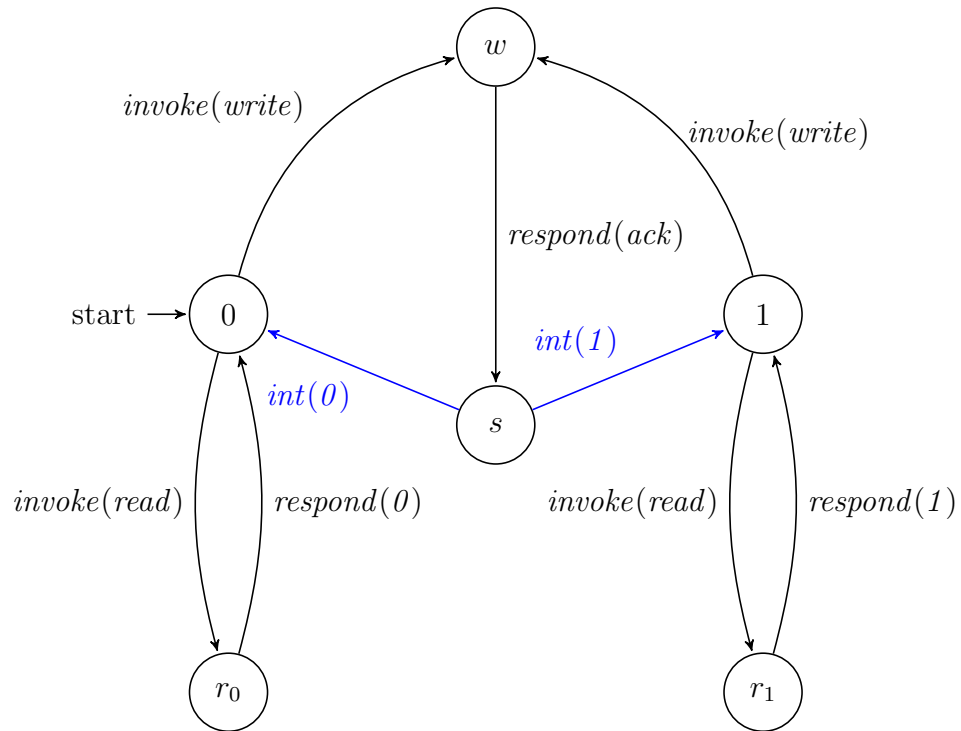 w
invoke(write)
invoke(write)
respond(ack)
start
0
1
int(1)
int(0)
s
invoke(read)
respond(0)
invoke(read)
respond(1)
r₀
r₁